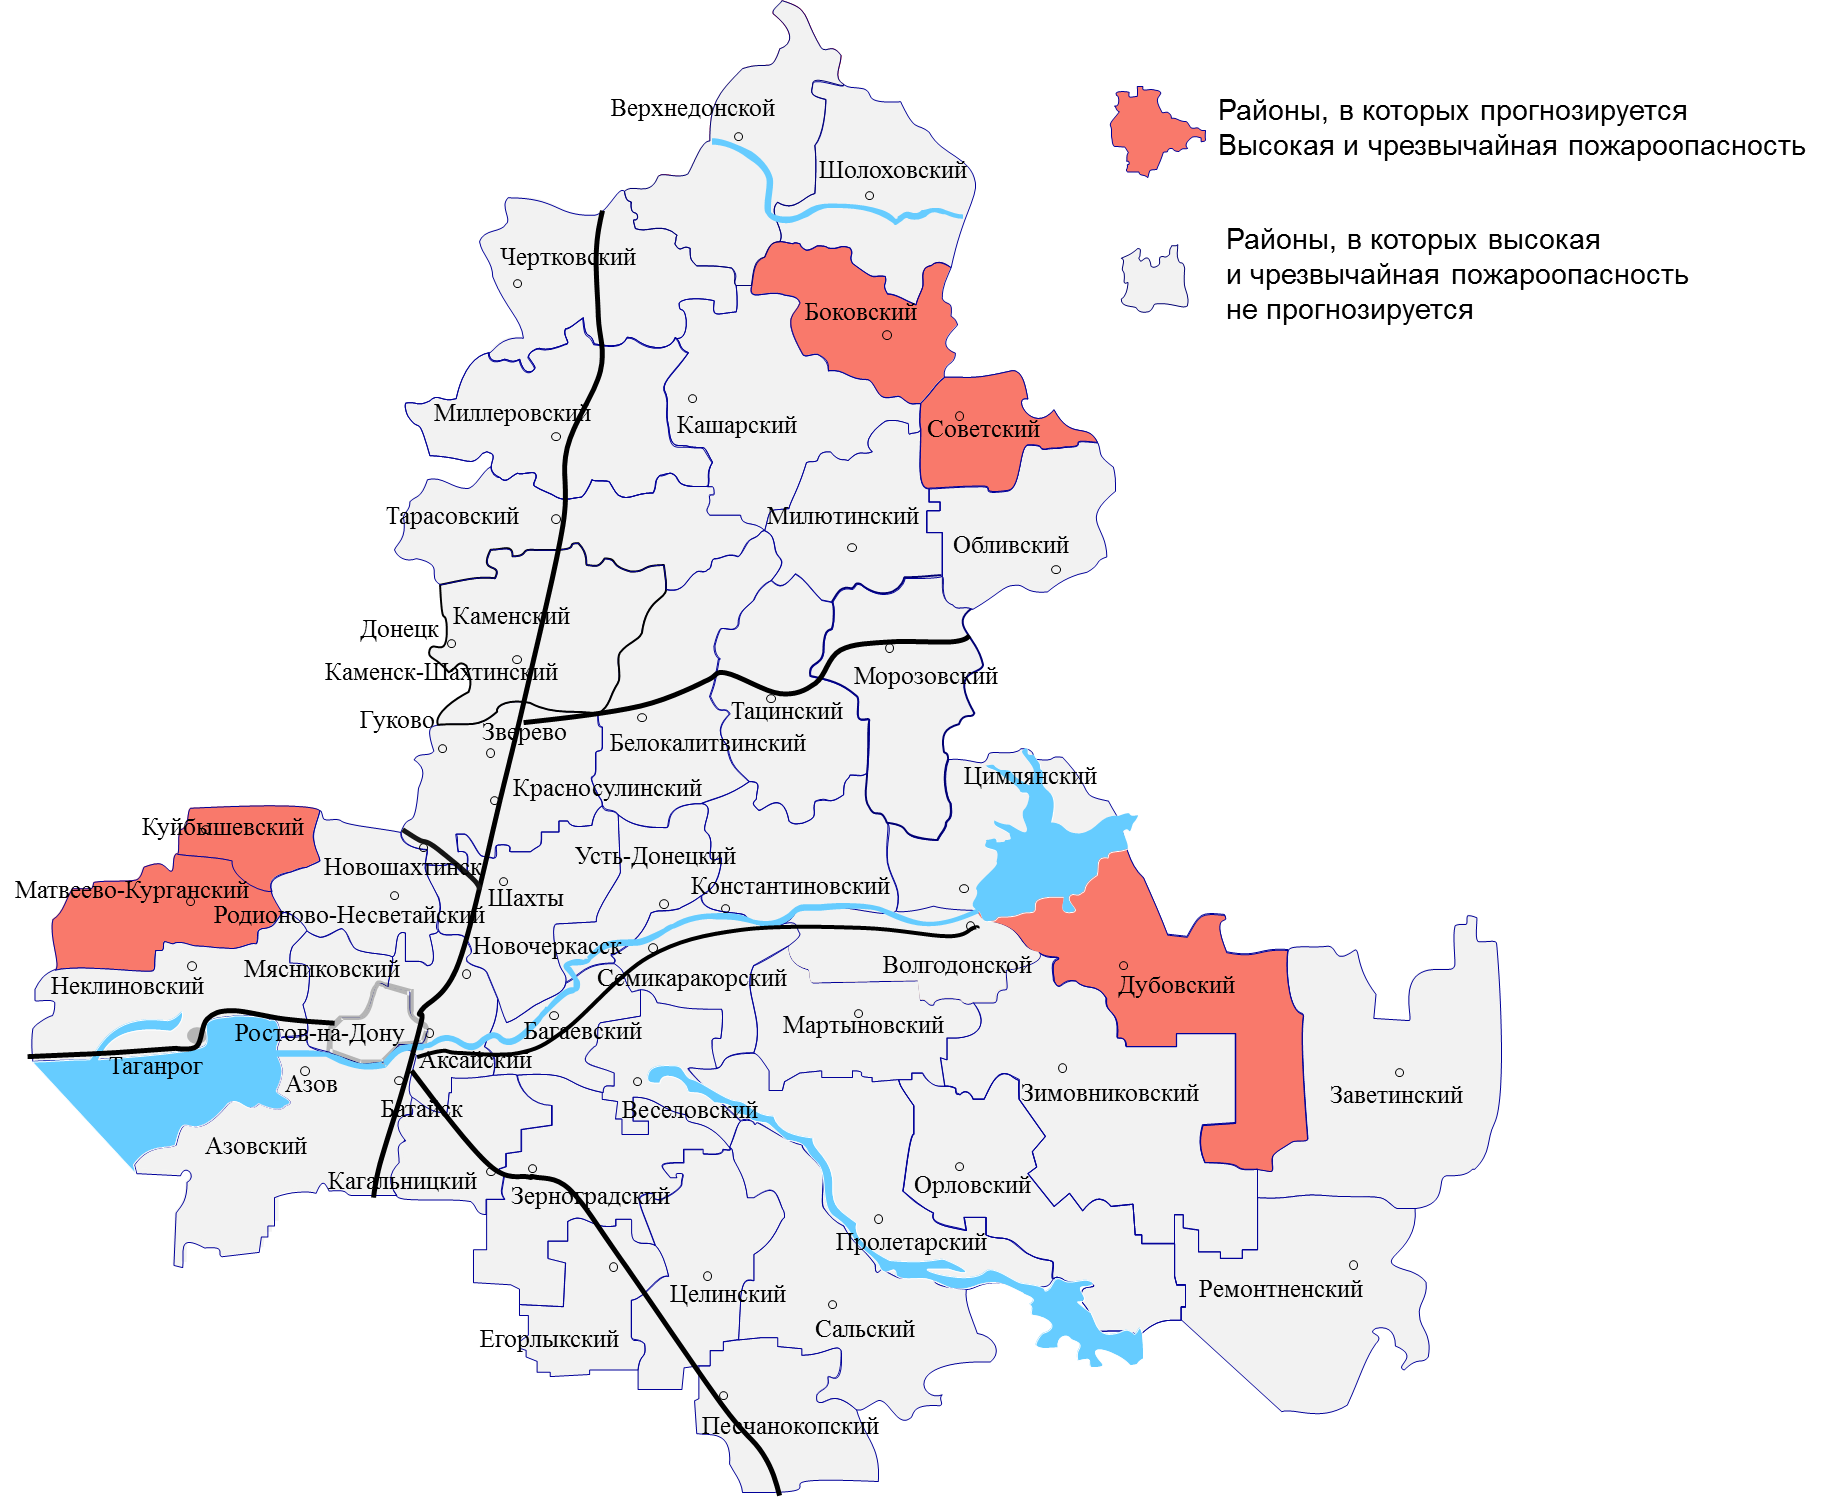 Верхнедонской
Районы, в которых прогнозируется
Высокая и чрезвычайная пожароопасность
Шолоховский
Районы, в которых высокая
и чрезвычайная пожароопасность
не прогнозируется
Чертковский
Боковский
Миллеровский
Кашарский
Советский
Тарасовский
Милютинский
Обливский
Каменский
Донецк
Каменск-Шахтинский
Морозовский
Гуково
Зверево
Тацинский
Белокалитвинский
Цимлянский
Красносулинский
Куйбышевский
Новошахтинск
Усть-Донецкий
Матвеево-Курганский
Шахты
Константиновский
Родионово-Несветайский
Новочеркасск
Мясниковский
Волгодонской
Неклиновский
Семикаракорский
Дубовский
Ростов-на-Дону
Багаевский
Мартыновский
Таганрог
Аксайский
Азов
Зимовниковский
Заветинский
Батайск
Веселовский
Азовский
Кагальницкий
Зерноградский
Орловский
Пролетарский
Целинский
Ремонтненский
Егорлыкский
Сальский
Песчанокопский